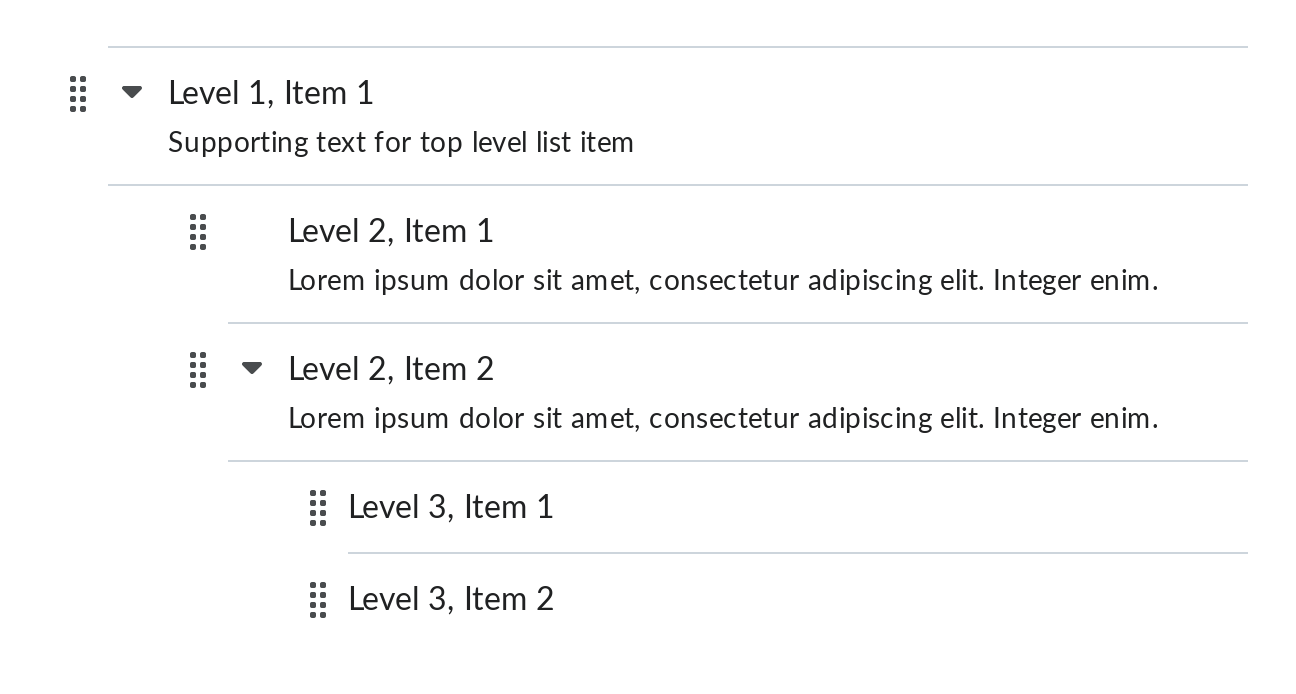 Level 1, Item 1
Supporting text for top level list item
Level 2, Item 1
Lorem ipsum dolor sit amet, consectetur adipiscing elit. Integer enim.
Level 2, Item 2
Lorem ipsum dolor sit amet, consectetur adipiscing elit. Integer enim.
Level 3, Item 1
Level 3, Item 2